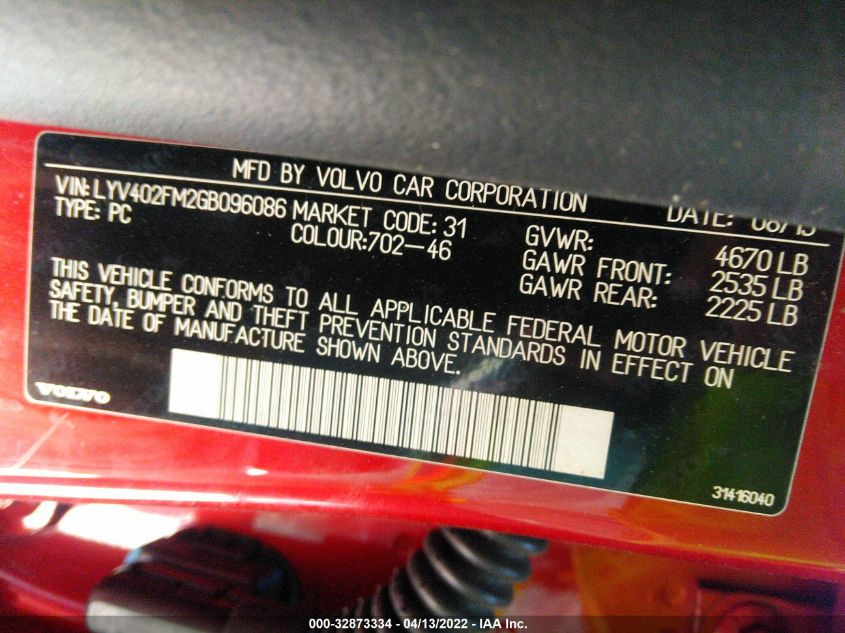 MFD BY VOLVO CAR CORPORATION DATE: 08/15
VIN: LYV402FM2GB096086 MARKET CODE: 31 GVWR: 4670 LB
TYPE: PC COLOUR:702-46 GAWR FRONT: 2535 LB
GAWR REAR: 2225 LB
THIS VEHICLE CONFORMS TO ALL APPLICABLE FEDERAL MOTOR VEHICLE
SAFETY, BUMPER AND THEFT PREVENTION STANDARDS IN EFFECT ON
THE DATE OF MANUFACTURE SHOWN ABOVE.
VOLVO
31416040
000-32873334 - 04/13/2022 - IAA Inc.